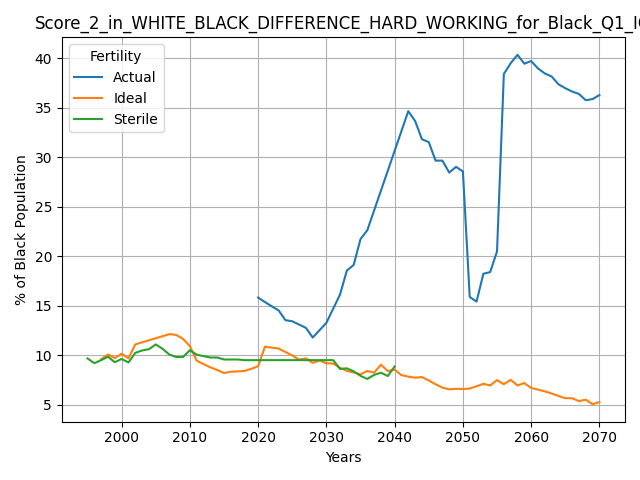 Score_2_in_WHITE_BLACK_DIFFERENCE_HARD_WORKING_for_Black_Q1_I
Fertility
Actual
Ideal
Sterile
% of Black Population
40
35
30
25
20
15
10
5
2000 2010 2020 2030 2040 2050 2060 2070
Years